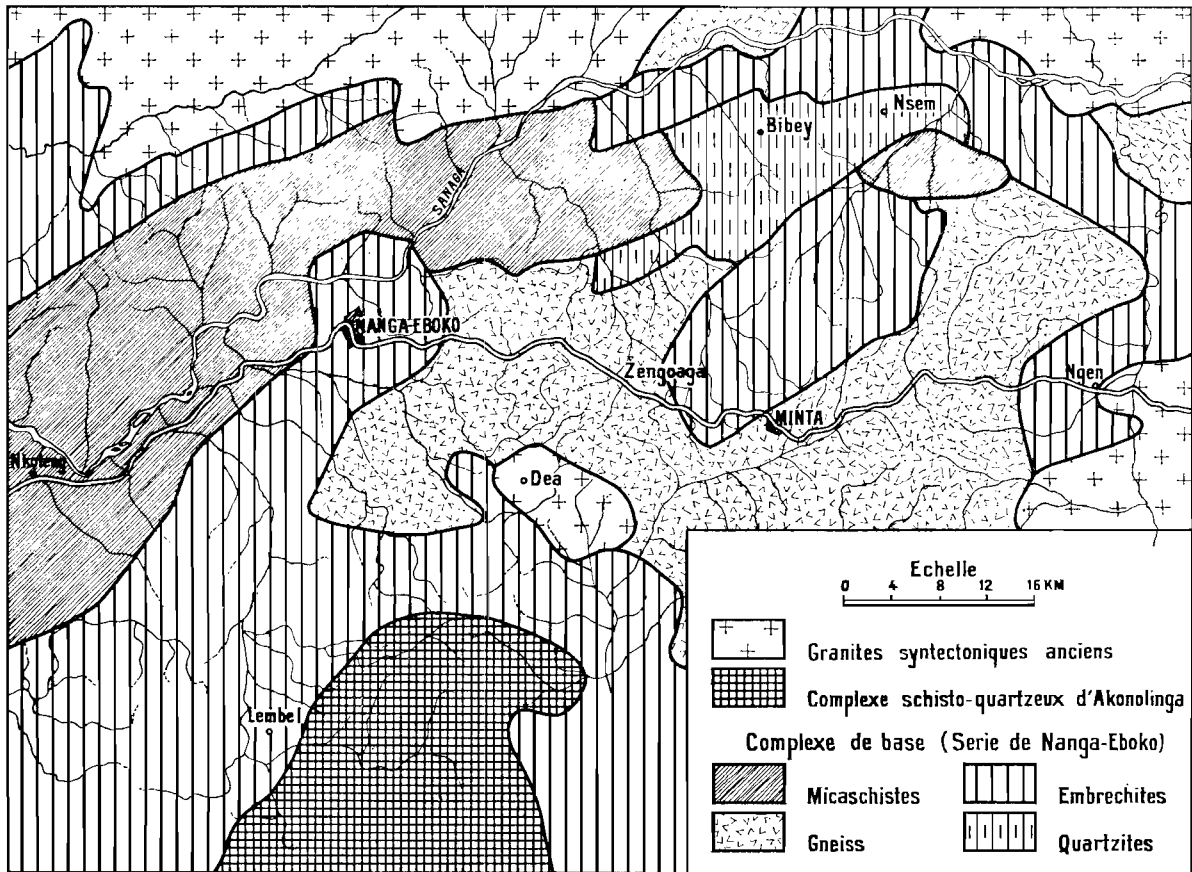 Nsem
Bibey
SANAGA
NANGA-EBOKO
Zengoaga
Ngen
MINTA
Nkoteng
Dea
Lembel
Echelle
0 4 8 12 16 KM
Granites syntectoniques anciens
Complexe schisto-quartzeux d'Akonolinga
Complexe de base (Serie de Nanga-Eboko)
Micaschistes
Embrechites
Gneiss
Quartzites